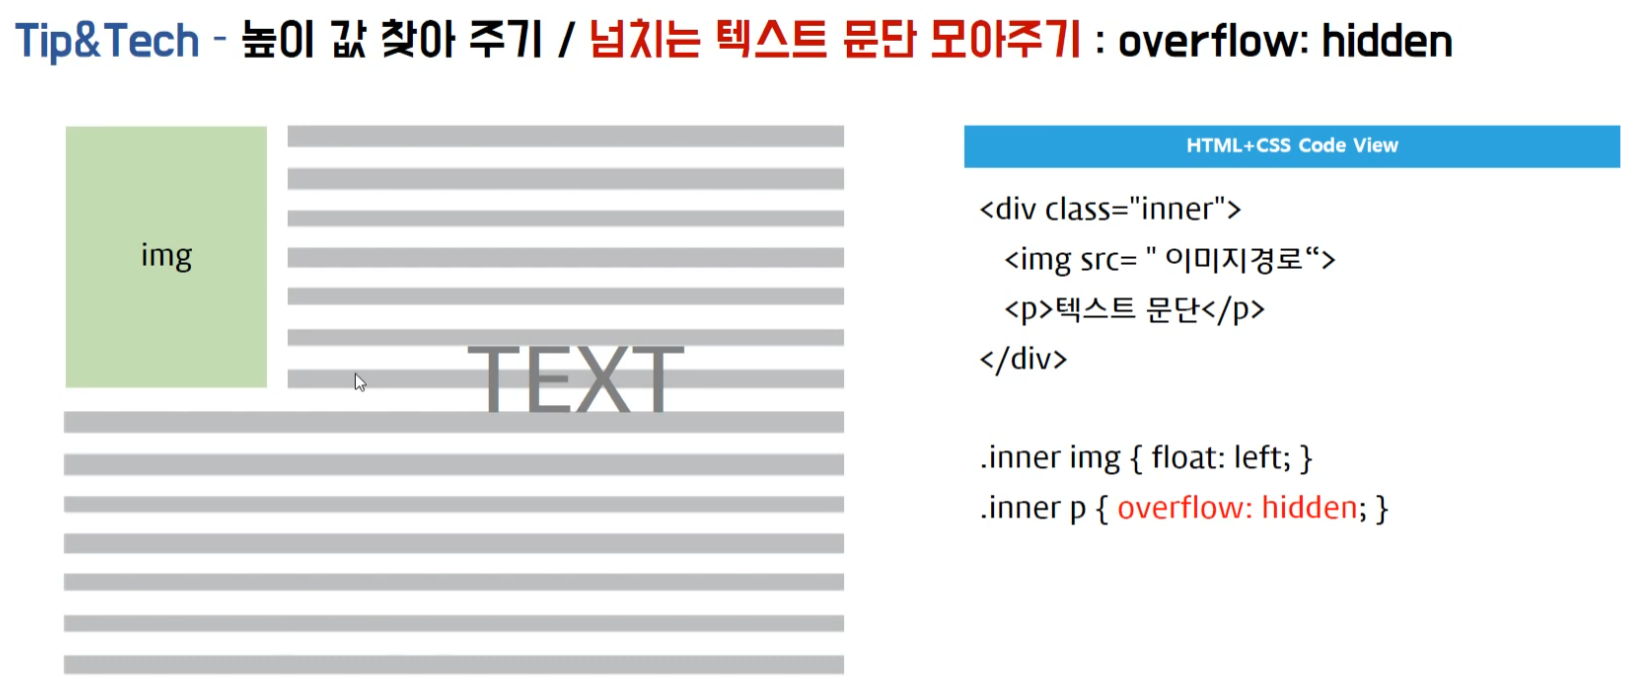 Tip&Tech - 높이 값 찾아 주기 / 넘치는 텍스트 문단 모아주기 : overflow: hidden
img
TEXT
HTML+CSS Code View
<div class="inner">
<img src= " 이미지경로“>
<p>텍스트 문단</p>
</div>
.inner img { float: left; }
.inner p { overflow: hidden; }